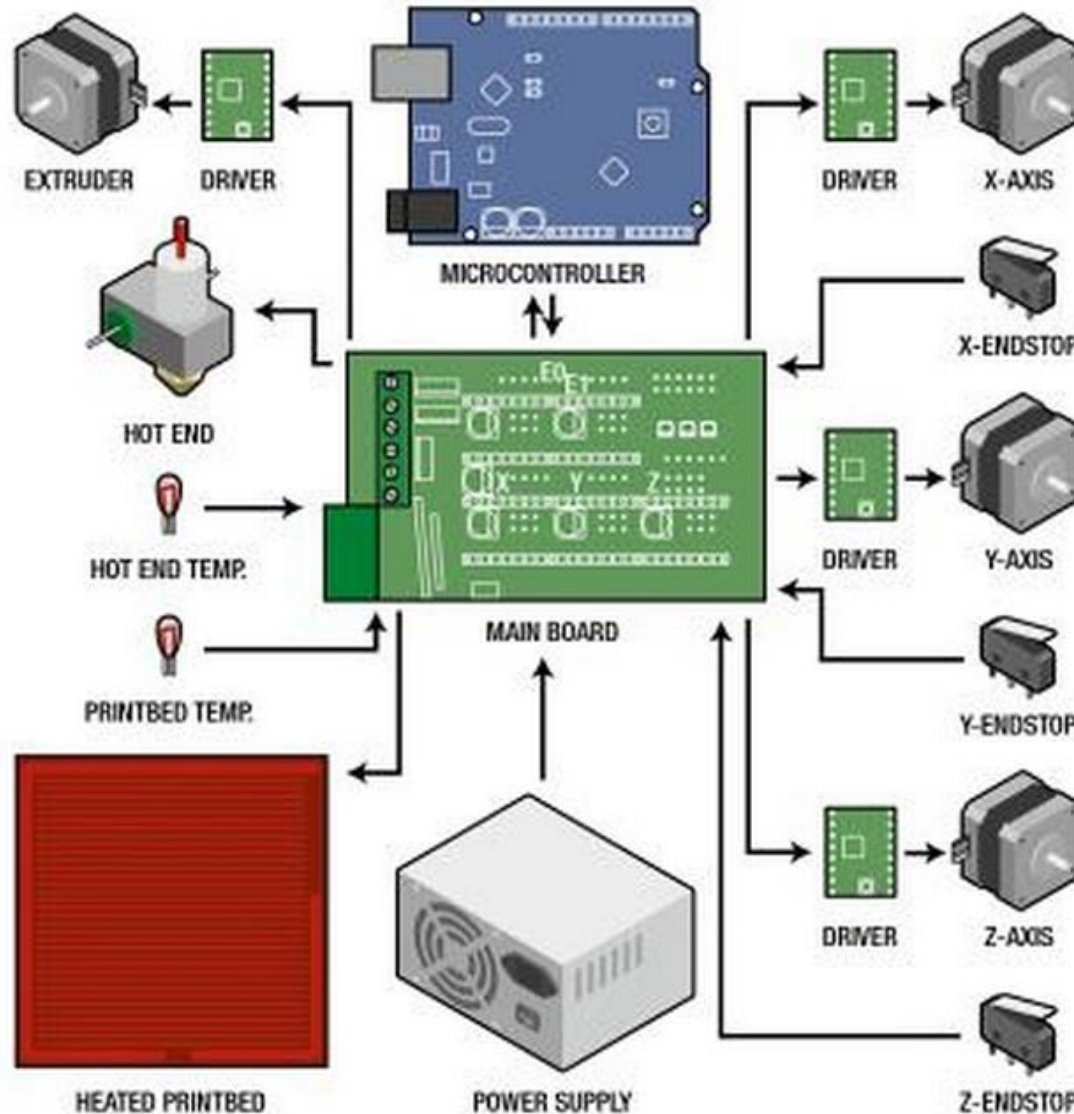 EXTRUDER
DRIVER
MICROCONTROLLER
DRIVER
X-AXIS
X-ENDSTOP
HOT END
E0
E1
X
Y
Z
HOT END TEMP.
DRIVER
Y-AXIS
MAIN BOARD
PRINTBED TEMP.
Y-ENDSTOP
DRIVER
Z-AXIS
HEATED PRINTBED
POWER SUPPLY
Z-ENDSTOP